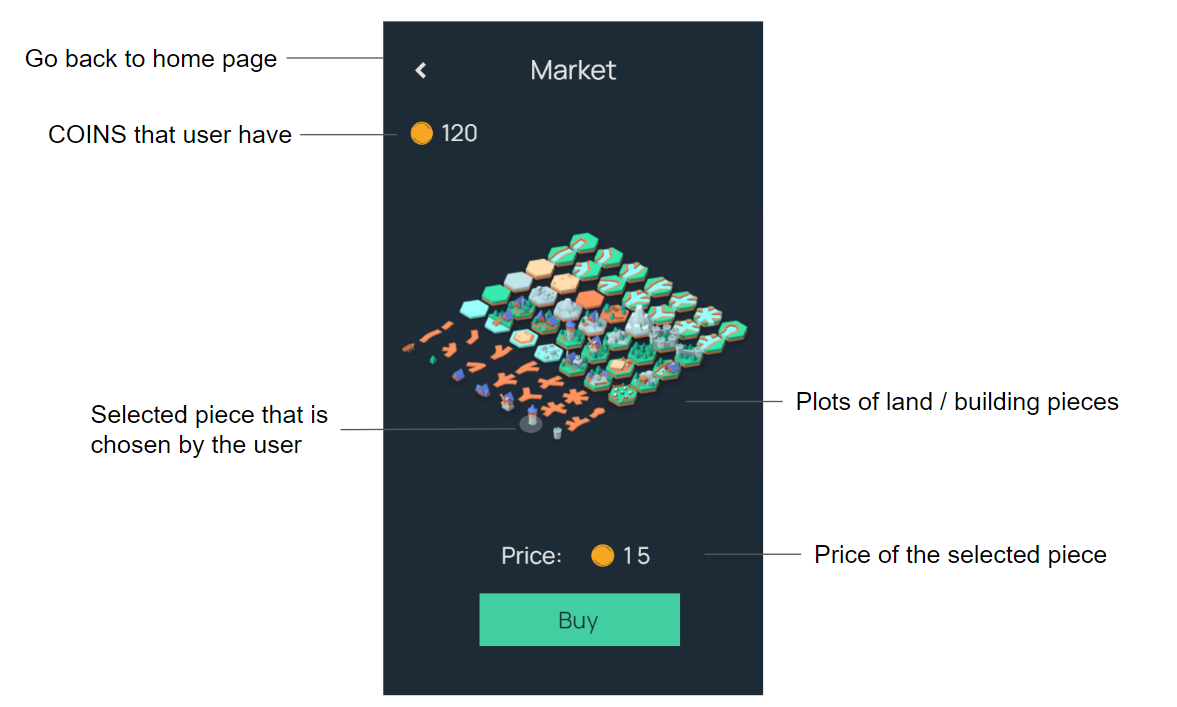 Go back to home page
Market
COINS that user have
120
Selected piece that is
chosen by the user
Plots of land / building pieces
Price:
15
Price of the selected piece
Buy